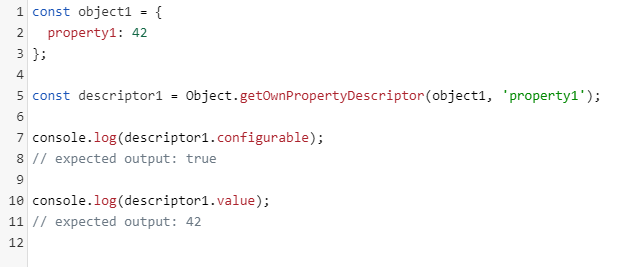 1 const object1 = {
2   property1: 42
3 };
4
5 const descriptor1 = Object.getOwnPropertyDescriptor(object1, 'property1');
6
7 console.log(descriptor1.configurable);
8 // expected output: true
9
10 console.log(descriptor1.value);
11 // expected output: 42
12